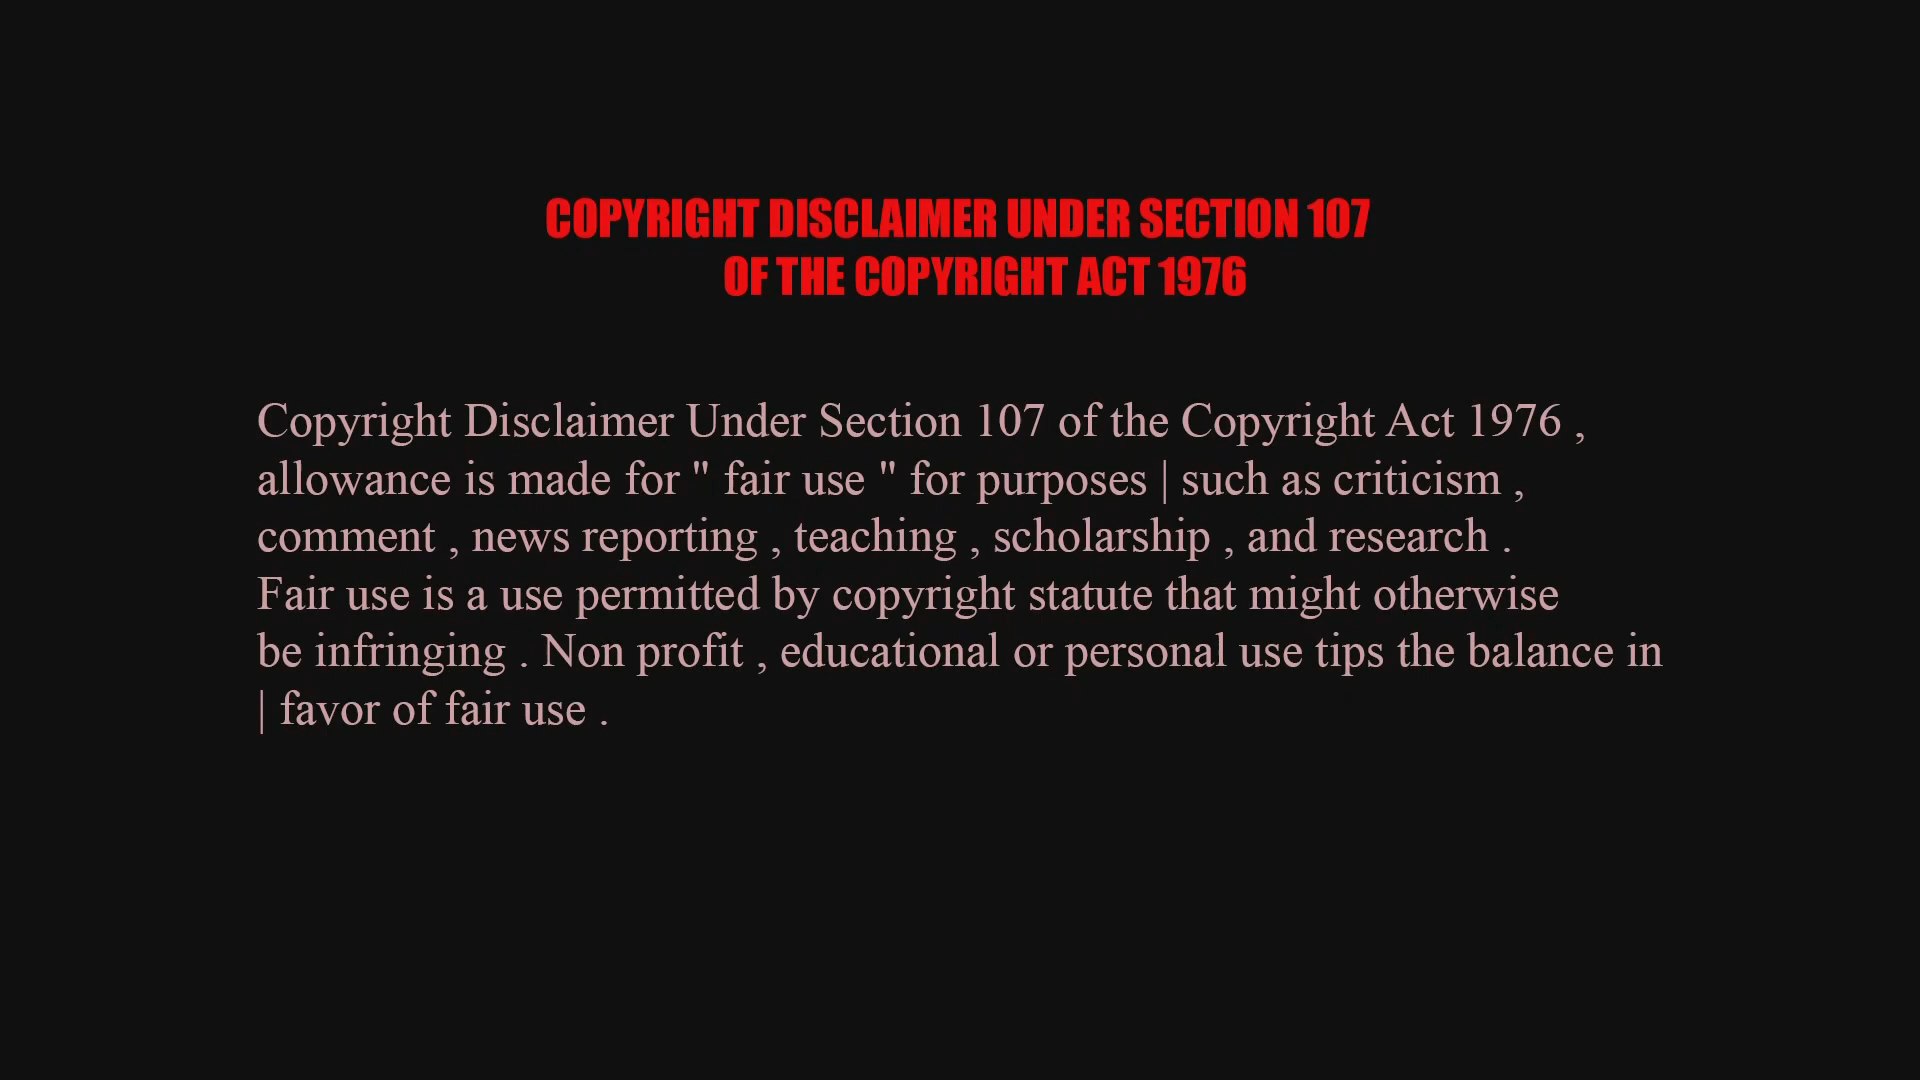 COPYRIGHT DISCLAIMER UNDER SECTION 107
OF THE COPYRIGHT ACT 1976
Copyright Disclaimer Under Section 107 of the Copyright Act 1976 ,
allowance is made for " fair use " for purposes | such as criticism ,
comment , news reporting , teaching , scholarship , and research .
Fair use is a use permitted by copyright statute that might otherwise
be infringing . Non profit , educational or personal use tips the balance in
| favor of fair use .